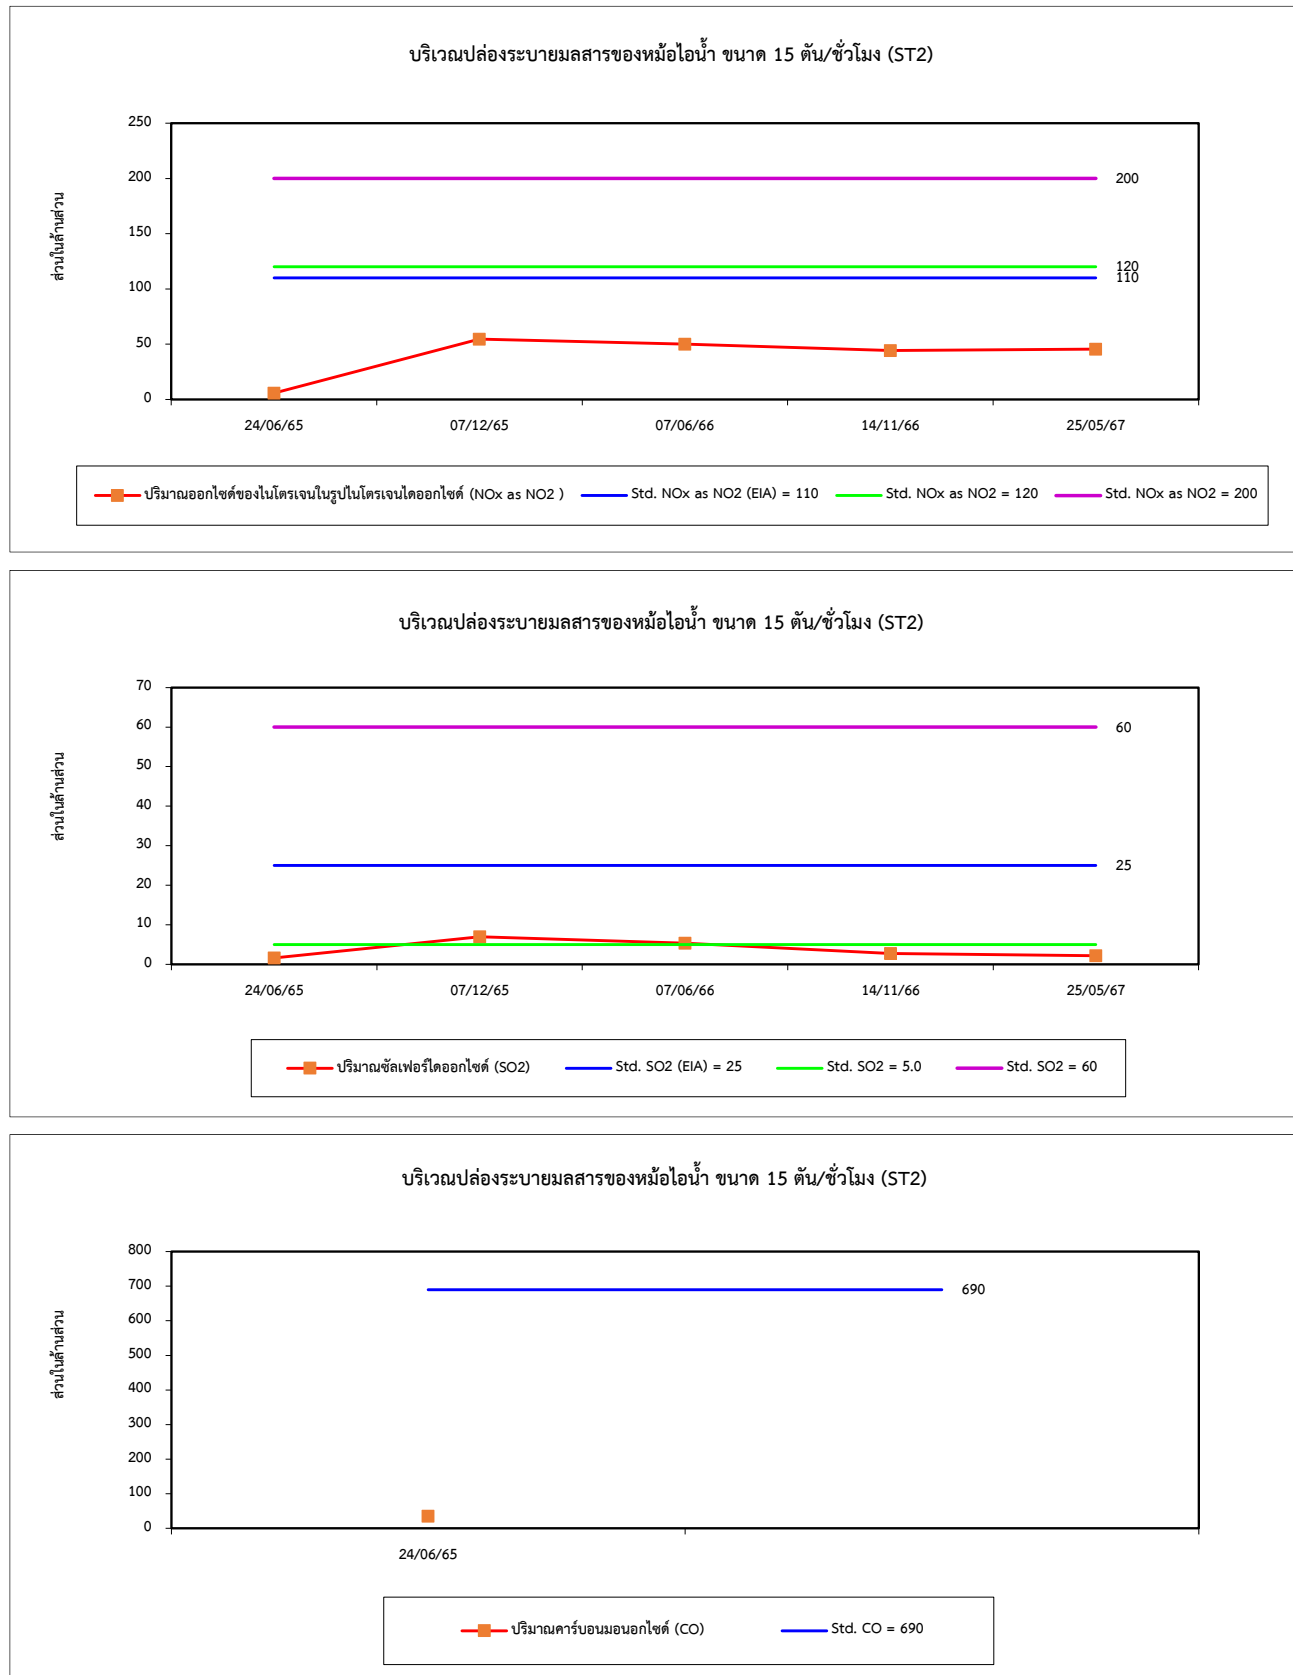 บริเวณปล่องระบายมลสารของหม้อไอน้ำ ขนาด 15 ตัน/ชั่วโมง (ST2)
ส่วนในล้านส่วน
250
200
150
100
50
0
200
120
110
24/06/65 07/12/65 07/06/66 14/11/66 25/05/67
ปริมาณออกไซด์ของไนโตรเจนในรูปไนโตรเจนไดออกไซด์ (NOx as NO2 ) Std. NOx as NO2 (EIA) = 110 Std. NOx as NO2 = 120 Std. NOx as NO2 = 200
บริเวณปล่องระบายมลสารของหม้อไอน้ำ ขนาด 15 ตัน/ชั่วโมง (ST2)
ส่วนในล้านส่วน
70
60
50
40
30
20
10
0
60
25
24/06/65 07/12/65 07/06/66 14/11/66 25/05/67
ปริมาณซัลเฟอร์ไดออกไซด์ (SO2) Std. SO2 (EIA) = 25 Std. SO2 = 5.0 Std. SO2 = 60
บริเวณปล่องระบายมลสารของหม้อไอน้ำ ขนาด 15 ตัน/ชั่วโมง (ST2)
ส่วนในล้านส่วน
800
700
600
500
400
300
200
100
0
690
24/06/65
ปริมาณคาร์บอนมอนอกไซด์ (CO) Std. CO = 690